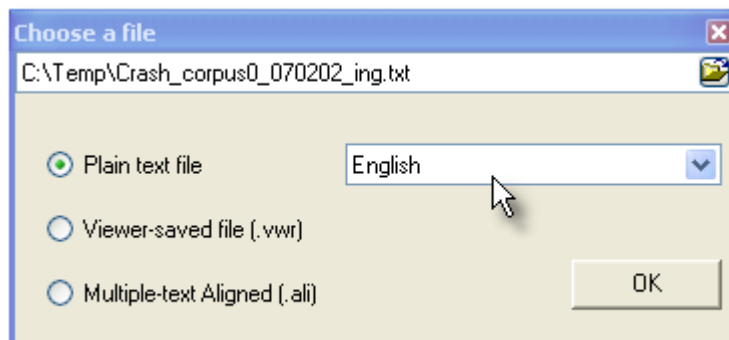 Choose a file
C:\Temp\Crash_corpus0_070202_ing.txt
Plain text file English
Viewer-saved file (.vwr)
Multiple-text Aligned (.ali)
OK